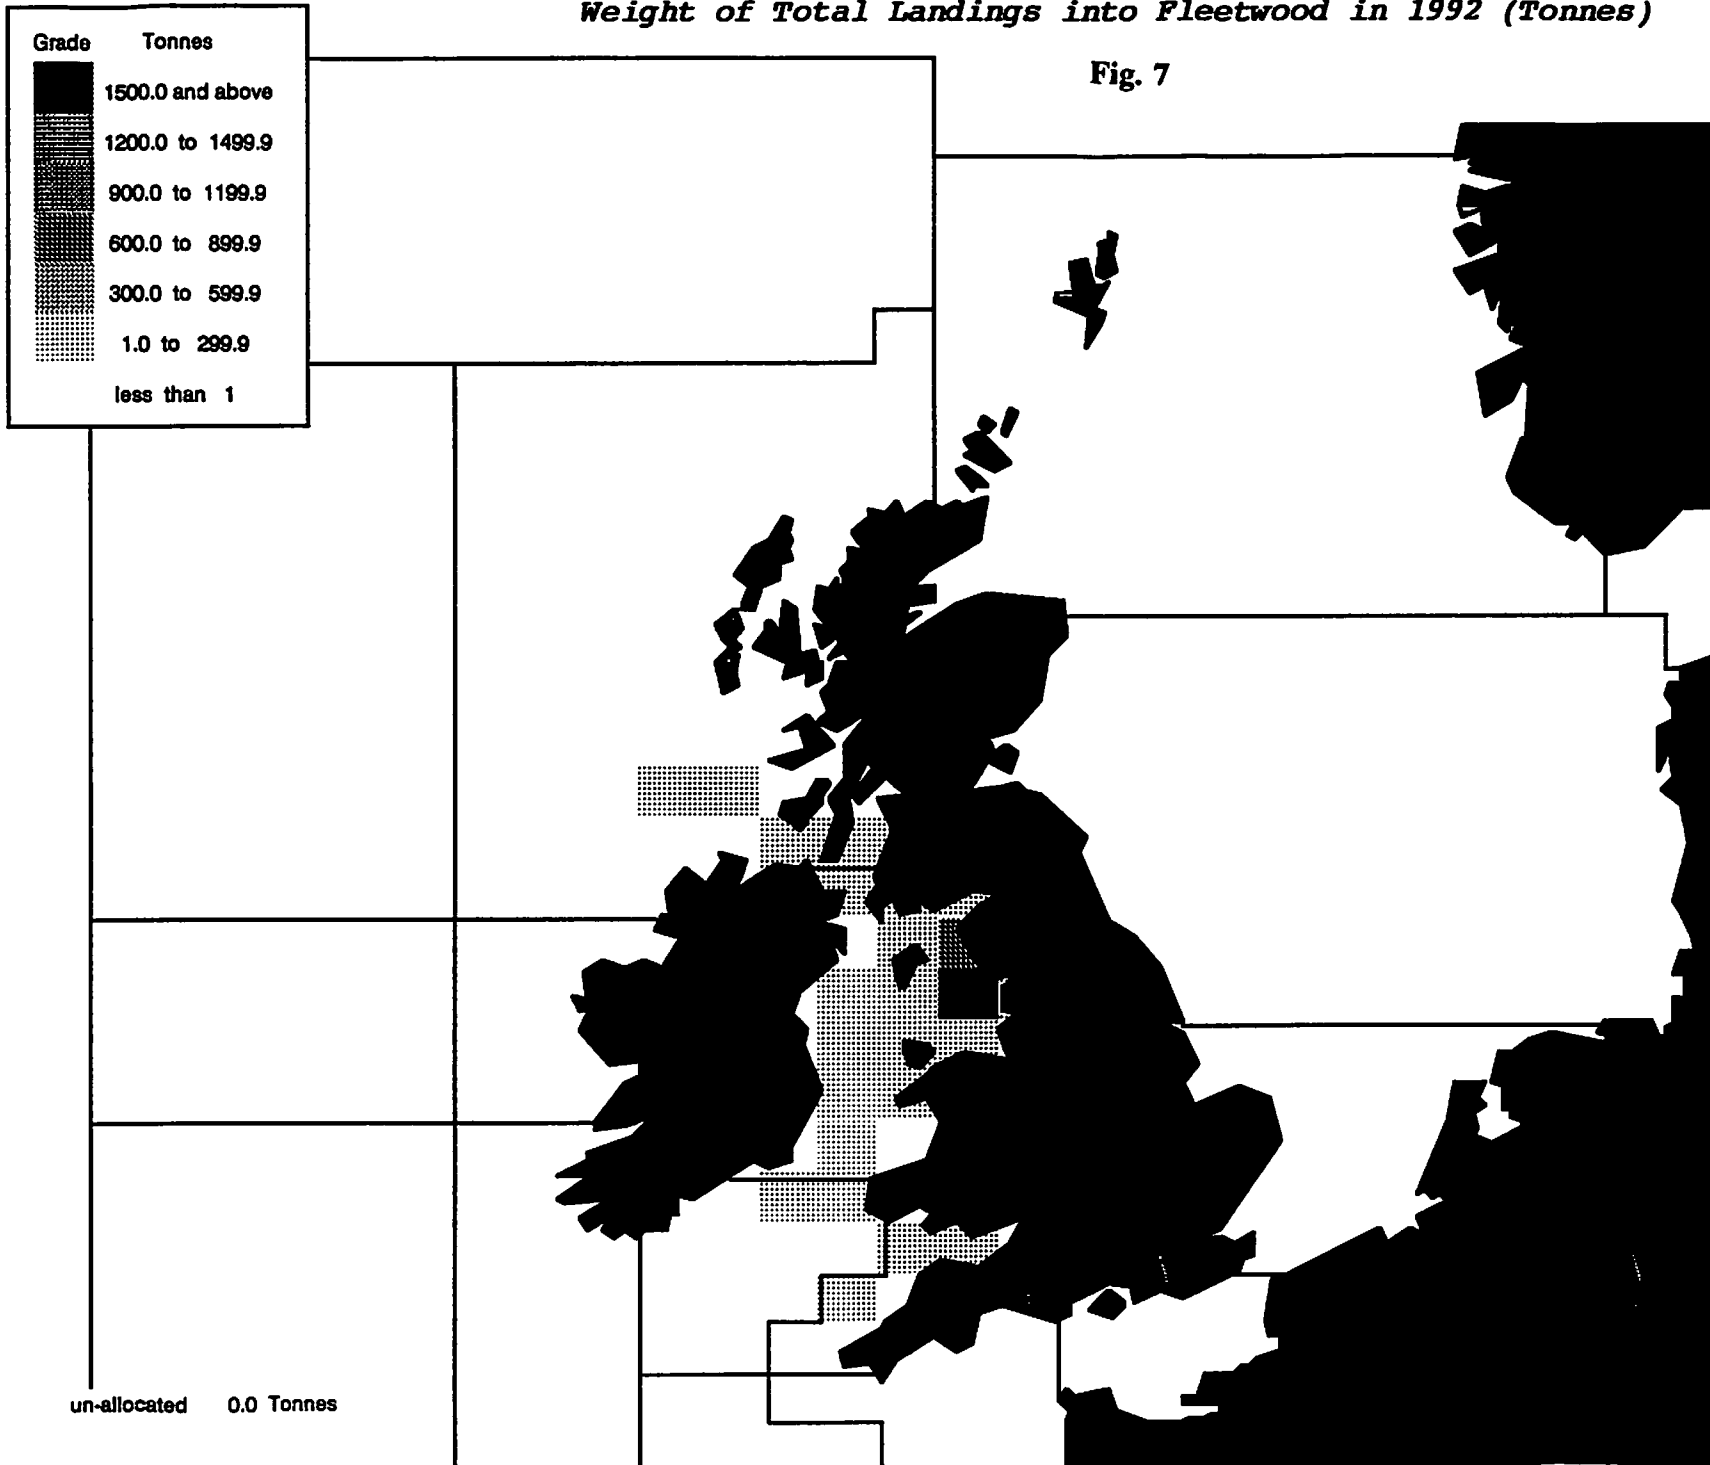 Weight of Total Landings into Fleetwood in 1992 (Tonnes)
Fig. 7
Grade Tonnes
1500.0 and above
1200.0 to 1499.9
900.0 to 1199.9
600.0 to 899.9
300.0 to 599.9
1.0 to 299.9
less than 1
un-allocated 0.0 Tonnes